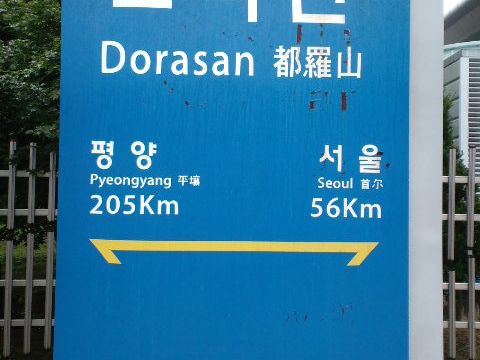 Dorasan 都羅山
평양 서울
Pyeongyang 平壤 Seoul 首尔
205Km 56Km